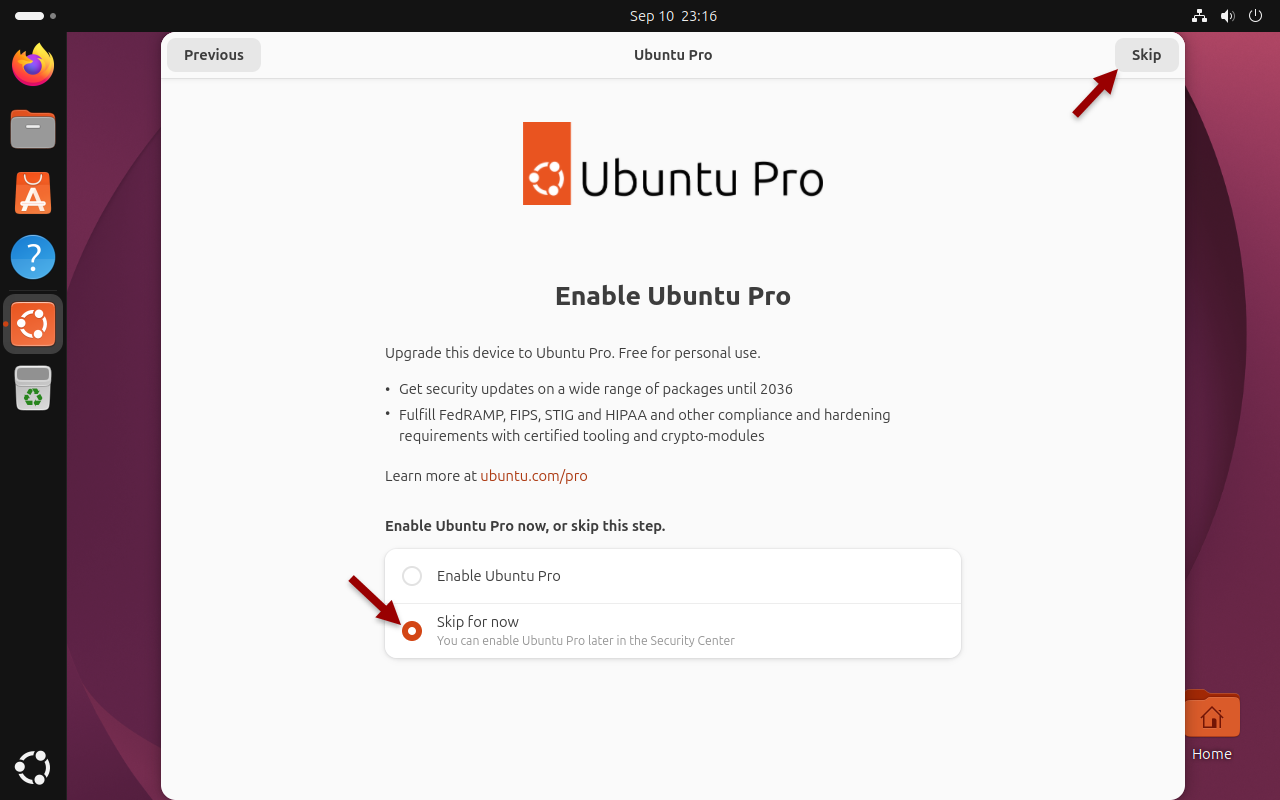 Sep 10 23:16
Previous
Ubuntu Pro
Skip
Ubuntu Pro
Enable Ubuntu Pro
Upgrade this device to Ubuntu Pro. Free for personal use.
• Get security updates on a wide range of packages until 2036
• Fulfill FedRAMP, FIPS, STIG and HIPAA and other compliance and hardening
requirements with certified tooling and crypto-modules
Learn more at ubuntu.com/pro
Enable Ubuntu Pro now, or skip this step.
Enable Ubuntu Pro
Skip for now
You can enable Ubuntu Pro later in the Security Center
Home